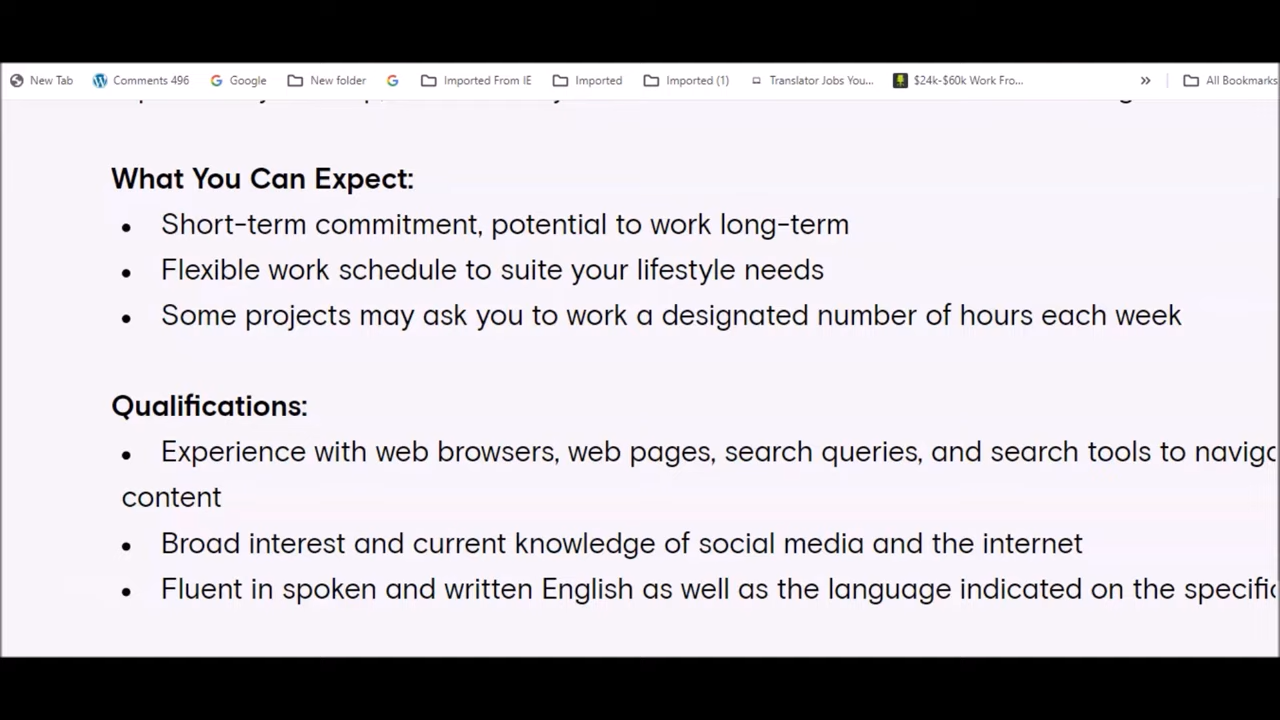 New Tab Comments 496 Google New folder Imported From IE Imported Imported (1) Translator Jobs You... $24k-$60k Work Fro... » All Bookmarks
What You Can Expect:
• Short-term commitment, potential to work long-term
• Flexible work schedule to suite your lifestyle needs
• Some projects may ask you to work a designated number of hours each week
Qualifications:
• Experience with web browsers, web pages, search queries, and search tools to
content
• Broad interest and current knowledge of social media and the internet
• Fluent in spoken and written English as well as the language indicated on the